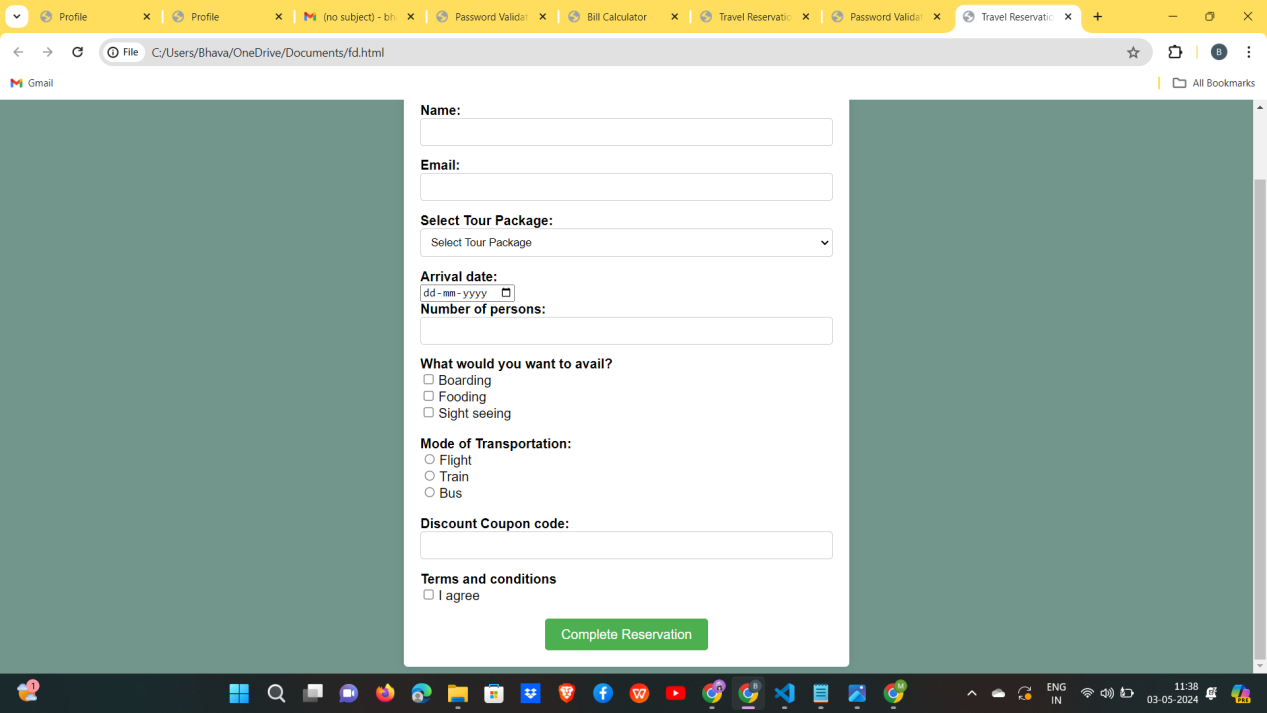 Profile
Profile
(no subject) - bh
Password Validat
Bill Calculator
Travel Reservatio
Password Validat
Travel Reservatio
File
C:/Users/Bhava/OneDrive/Documents/fd.html
B
Gmail
All Bookmarks
Name:
Email:
Select Tour Package:
Select Tour Package
Arrival date:
dd-mm-yyyy
Number of persons:
What would you want to avail?
Boarding
Fooding
Sight seeing
Mode of Transportation:
Flight
Train
Bus
Discount Coupon code:
Terms and conditions
I agree
Complete Reservation
1
B
M
ENG
IN
11:38
03-05-2024
PRE